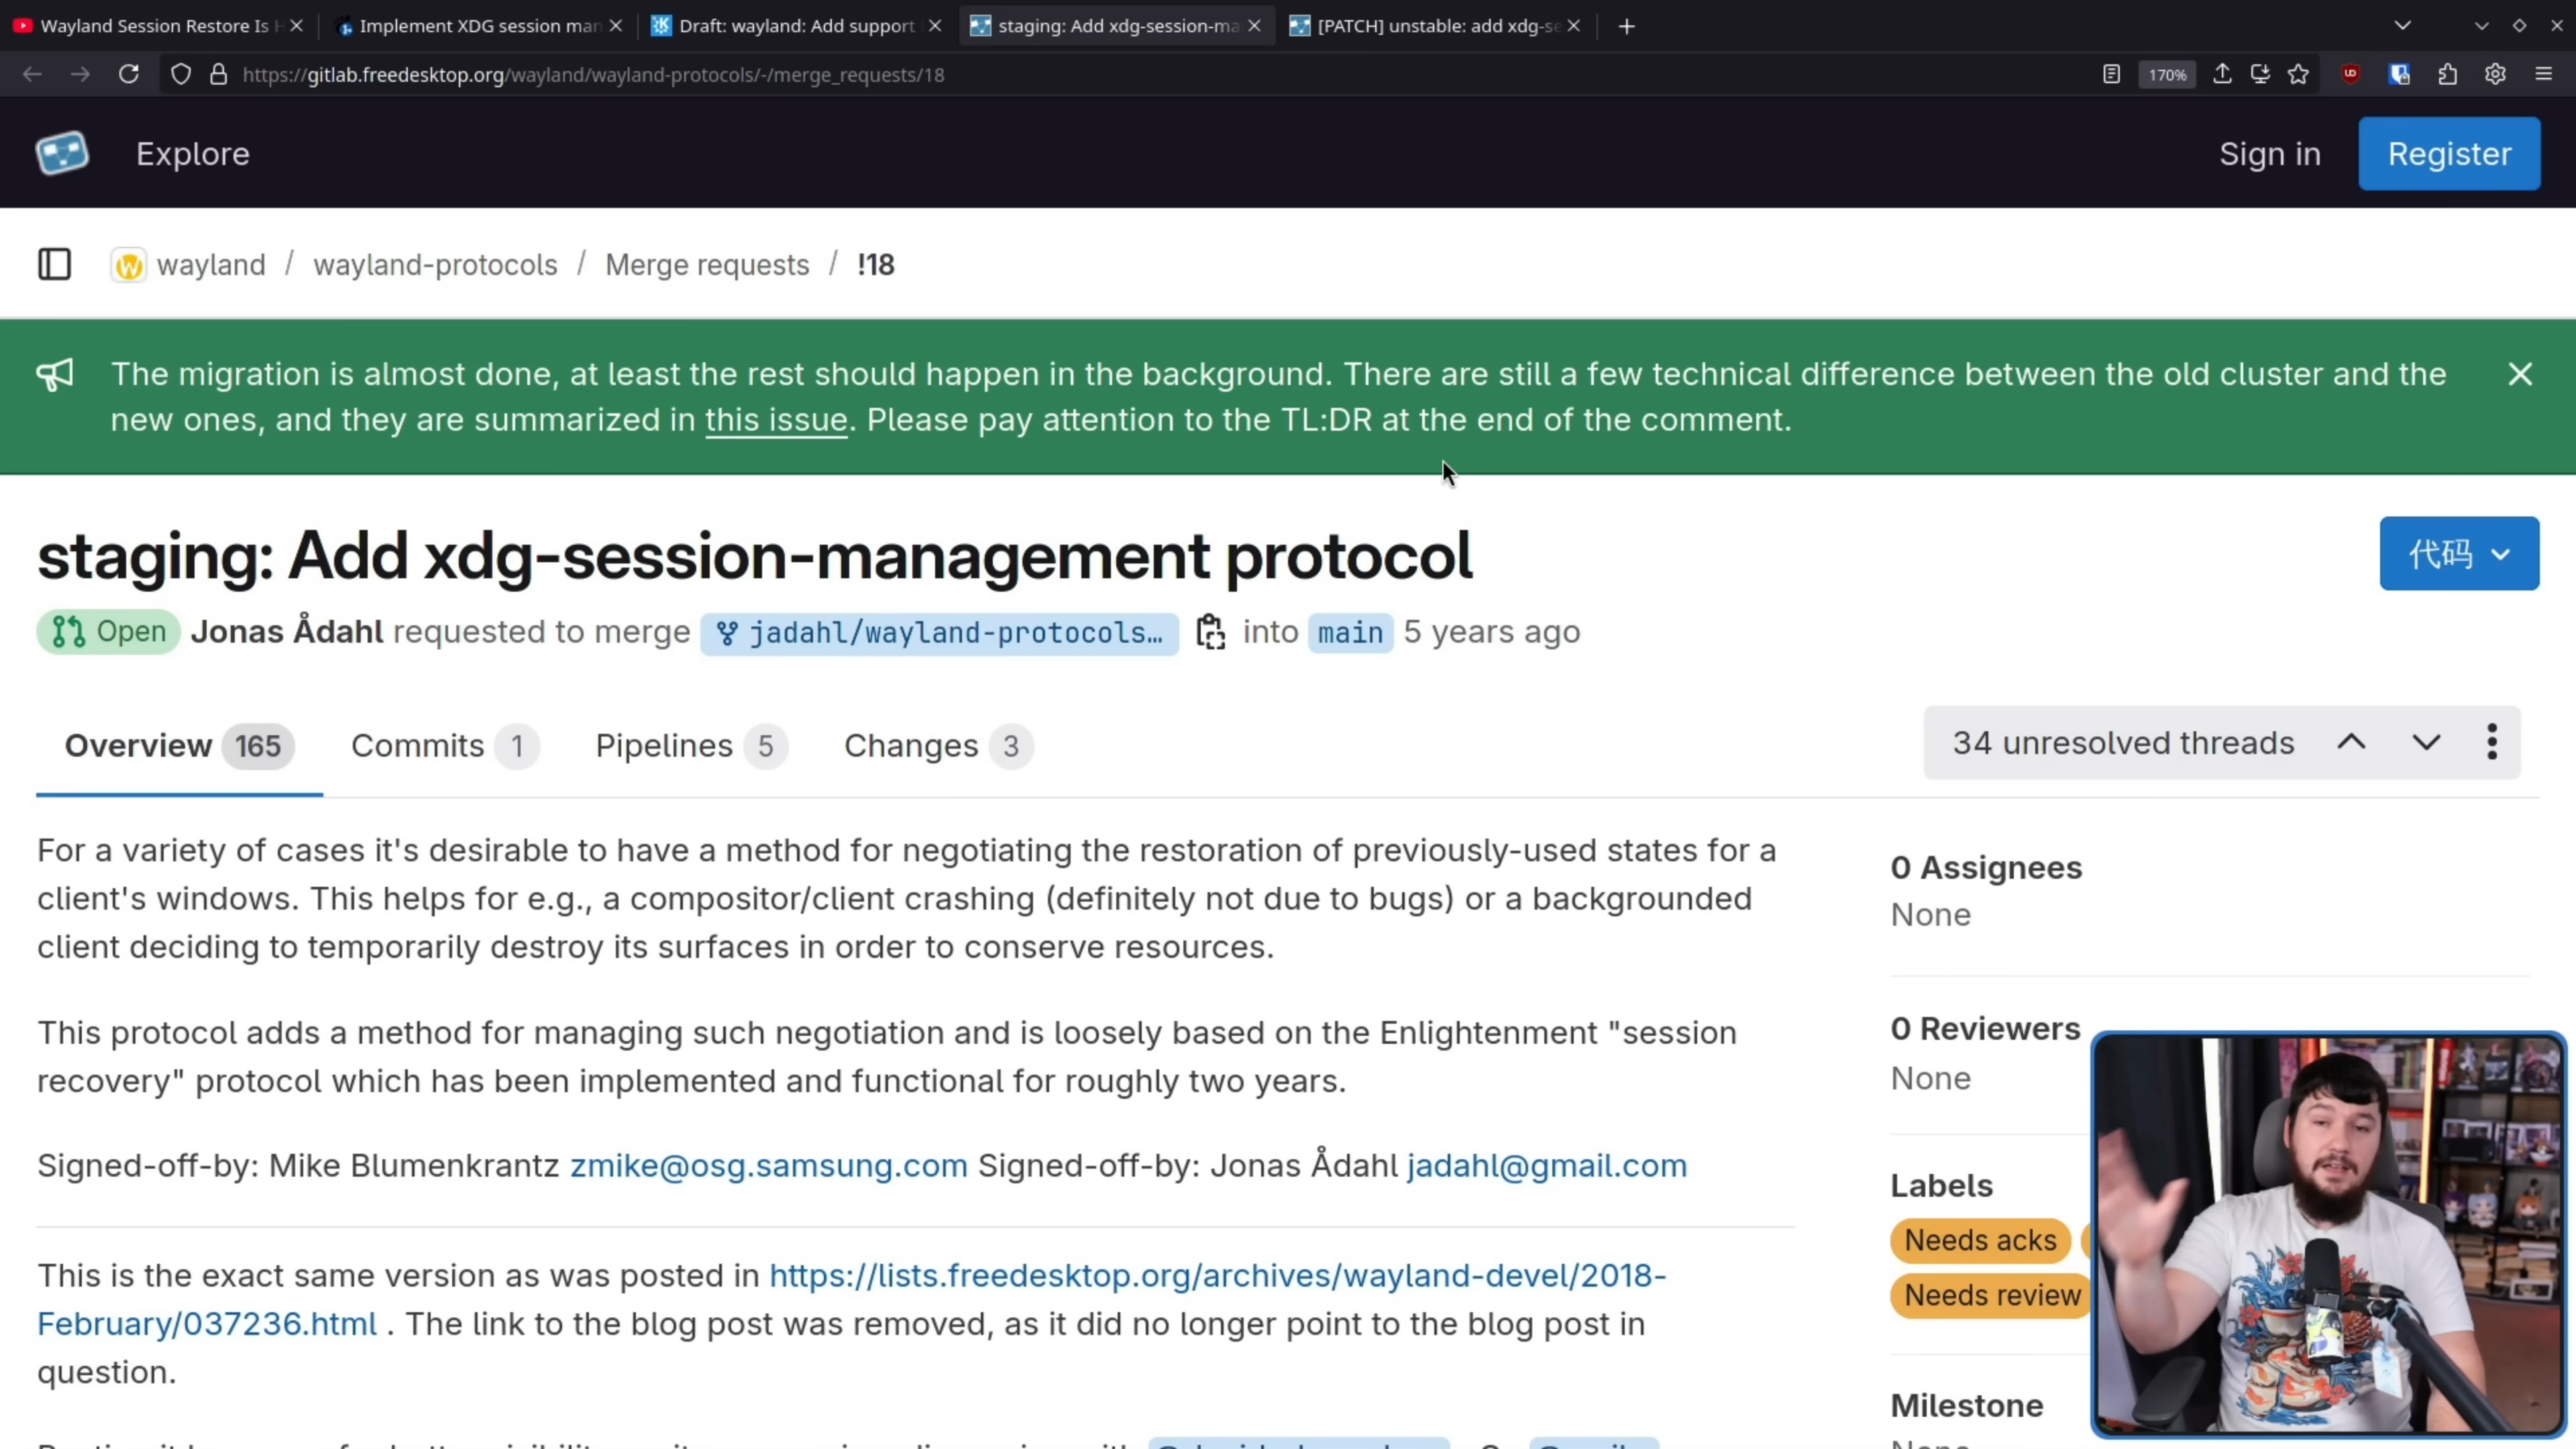 Wayland Session Restore Is H
Implement XDG session man
Draft: wayland: Add support
staging: Add xdg-session-ma
[PATCH] unstable: add xdg-se
https://gitlab.freedesktop.org/wayland/wayland-protocols/-/merge_requests/18
170%
Explore
Sign in
Register
wayland / wayland-protocols / Merge requests / !18
The migration is almost done, at least the rest should happen in the background. There are still a few technical difference between the old cluster and the
new ones, and they are summarized in this issue. Please pay attention to the TL:DR at the end of the comment.
staging: Add xdg-session-management protocol
代码
Open Jonas Ådahl requested to merge jadahl/wayland-protocols… into main 5 years ago
Overview 165 Commits 1 Pipelines 5 Changes 3
34 unresolved threads
For a variety of cases it's desirable to have a method for negotiating the restoration of previously-used states for a
client's windows. This helps for e.g., a compositor/client crashing (definitely not due to bugs) or a backgrounded
client deciding to temporarily destroy its surfaces in order to conserve resources.
This protocol adds a method for managing such negotiation and is loosely based on the Enlightenment "session
recovery" protocol which has been implemented and functional for roughly two years.
Signed-off-by: Mike Blumenkrantz zmike@osg.samsung.com Signed-off-by: Jonas Ådahl jadahl@gmail.com
This is the exact same version as was posted in https://lists.freedesktop.org/archives/wayland-devel/2018-
February/037236.html . The link to the blog post was removed, as it did no longer point to the blog post in
question.
0 Assignees
None
0 Reviewers
None
Labels
Needs acks
Needs review
Milestone